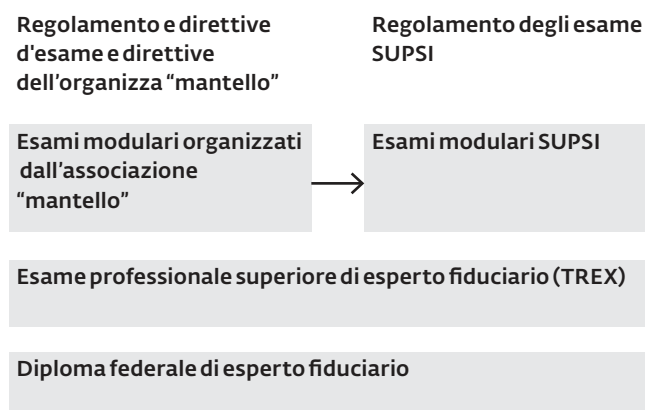 Regolamento e direttive
d'esame e direttive
dell'organizza “mantello”
Regolamento degli esame
SUPSI
Esami modulari organizzati
dall'associazione
“mantello”
Esami modulari SUPSI
Esame professionale superiore di esperto fiduciario (TREX)
Diploma federale di esperto fiduciario